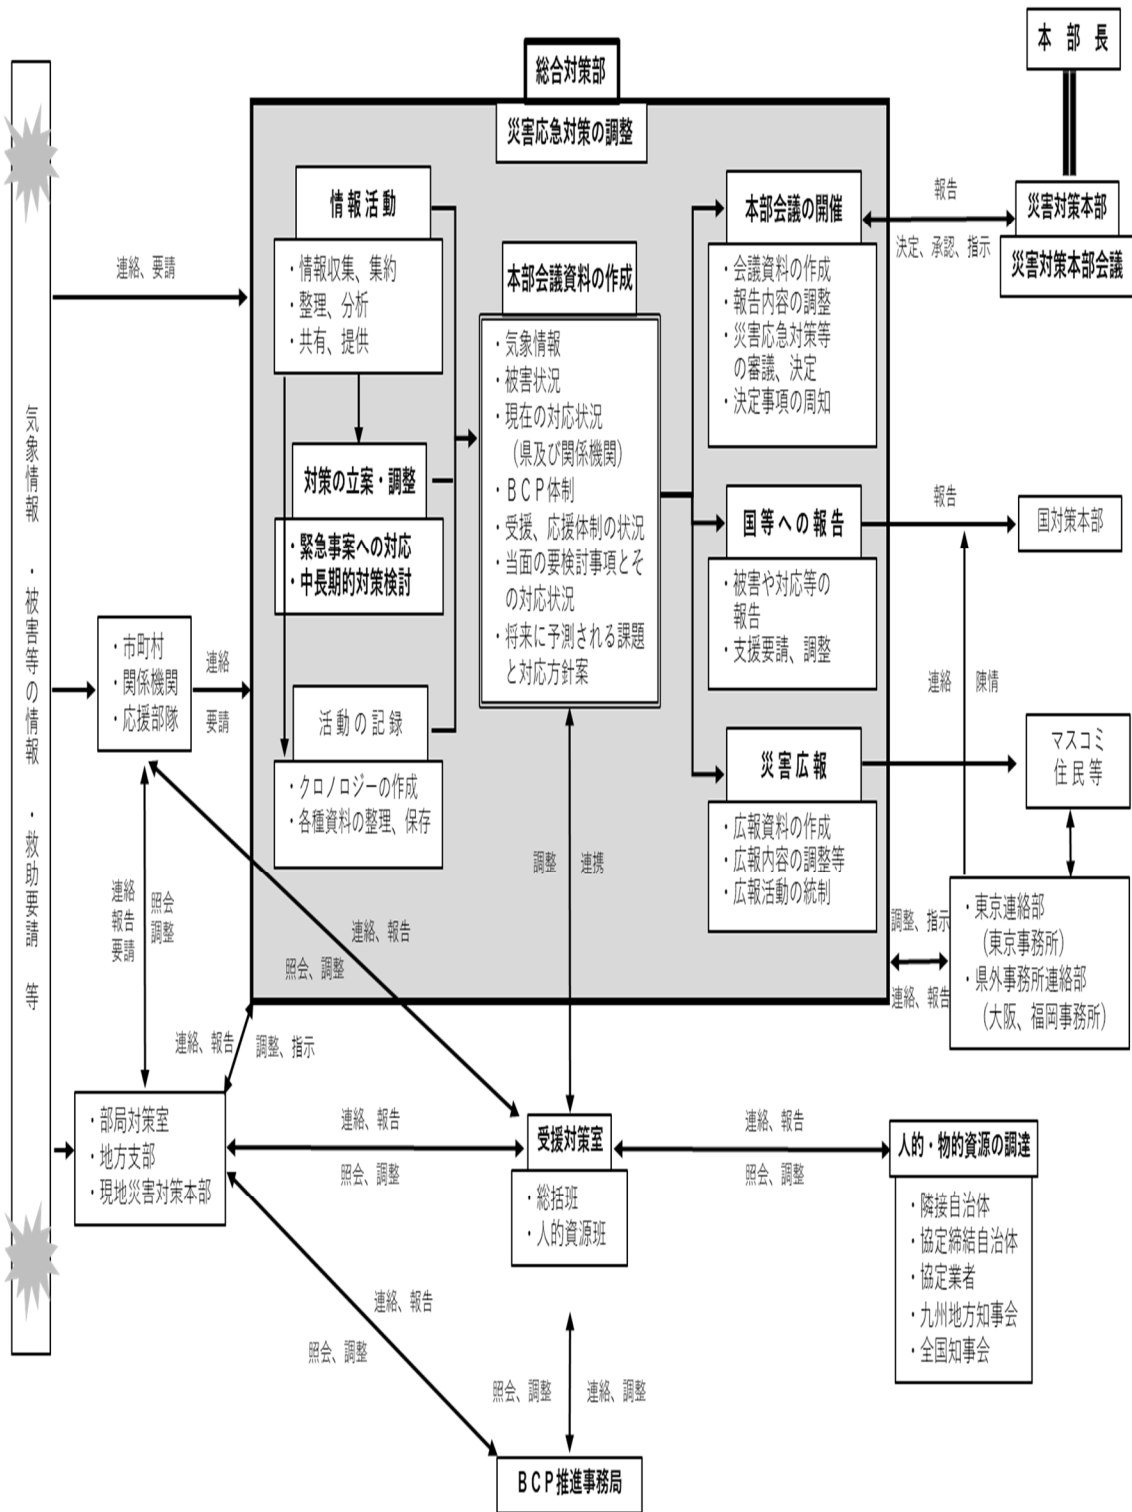 本　部　長
総合対策部
災害応急対策の調整
情 報 活 動
・情報収集、集約
・整理、分析
・共有、提供
対策の立案・調整
・緊急事案への対応
・中長期的対策検討
活 動 の 記 録
・クロノロジーの作成
・各種資料の整理、保存
本部会議資料の作成
・気象情報
・被害状況
・現在の対応状況
（県及び関係機関）
・ＢＣＰ体制
・受援、応援体制の状況
・当面の要検討事項とそ
の対応状況
・将来に予測される課題
と対応方針案
本部会議の開催
・会議資料の作成
・報告内容の調整
・災害応急対策等
の審議、決定
・決定事項の周知
国 等 へ の 報 告
・被害や対応等の
報告
・支援要請、調整
災 害 広 報
・広報資料の作成
・広報内容の調整等
・広報活動の統制
報告
決定、承認、指示
災害対策本部
災害対策本部会議
報告
国対策本部
連絡
陳情
マスコミ
住 民 等
・東京連絡部
（東京事務所）
・県外事務所連絡部
（大阪、福岡事務所）
調整、指示
連絡、報告
気象情報　・被害等の情報　・救助要請　等
連絡、要請
・市町村
・関係機関
・応援部隊
連絡
要請
連絡
報告
要請
照会
調整
連絡、報告
照会、調整
調整
連携
連絡、報告
調整、指示
・部局対策室
・地方支部
・現地災害対策本部
連絡、報告
照会、調整
受援対策室
・総括班
・人的資源班
連絡、報告
照会、調整
人的・物的資源の調達
・隣接自治体
・協定締結自治体
・協定業者
・九州地方知事会
・全国知事会
連絡、報告
照会、調整
照会、調整
連絡、調整
ＢＣＰ推進事務局